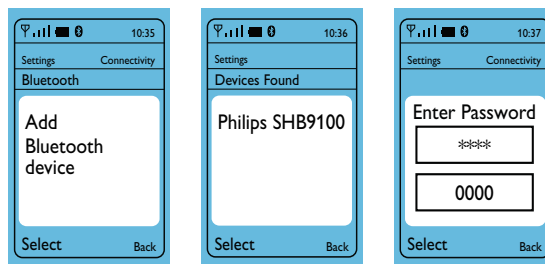 10:35
Settings Connectivity
Bluetooth
Add
Bluetooth
device
Select Back
10:36
Settings
Devices Found
Philips SHB9100
Select Back
10:37
Settings Connectivity
Enter Password
****
0000
Select Back